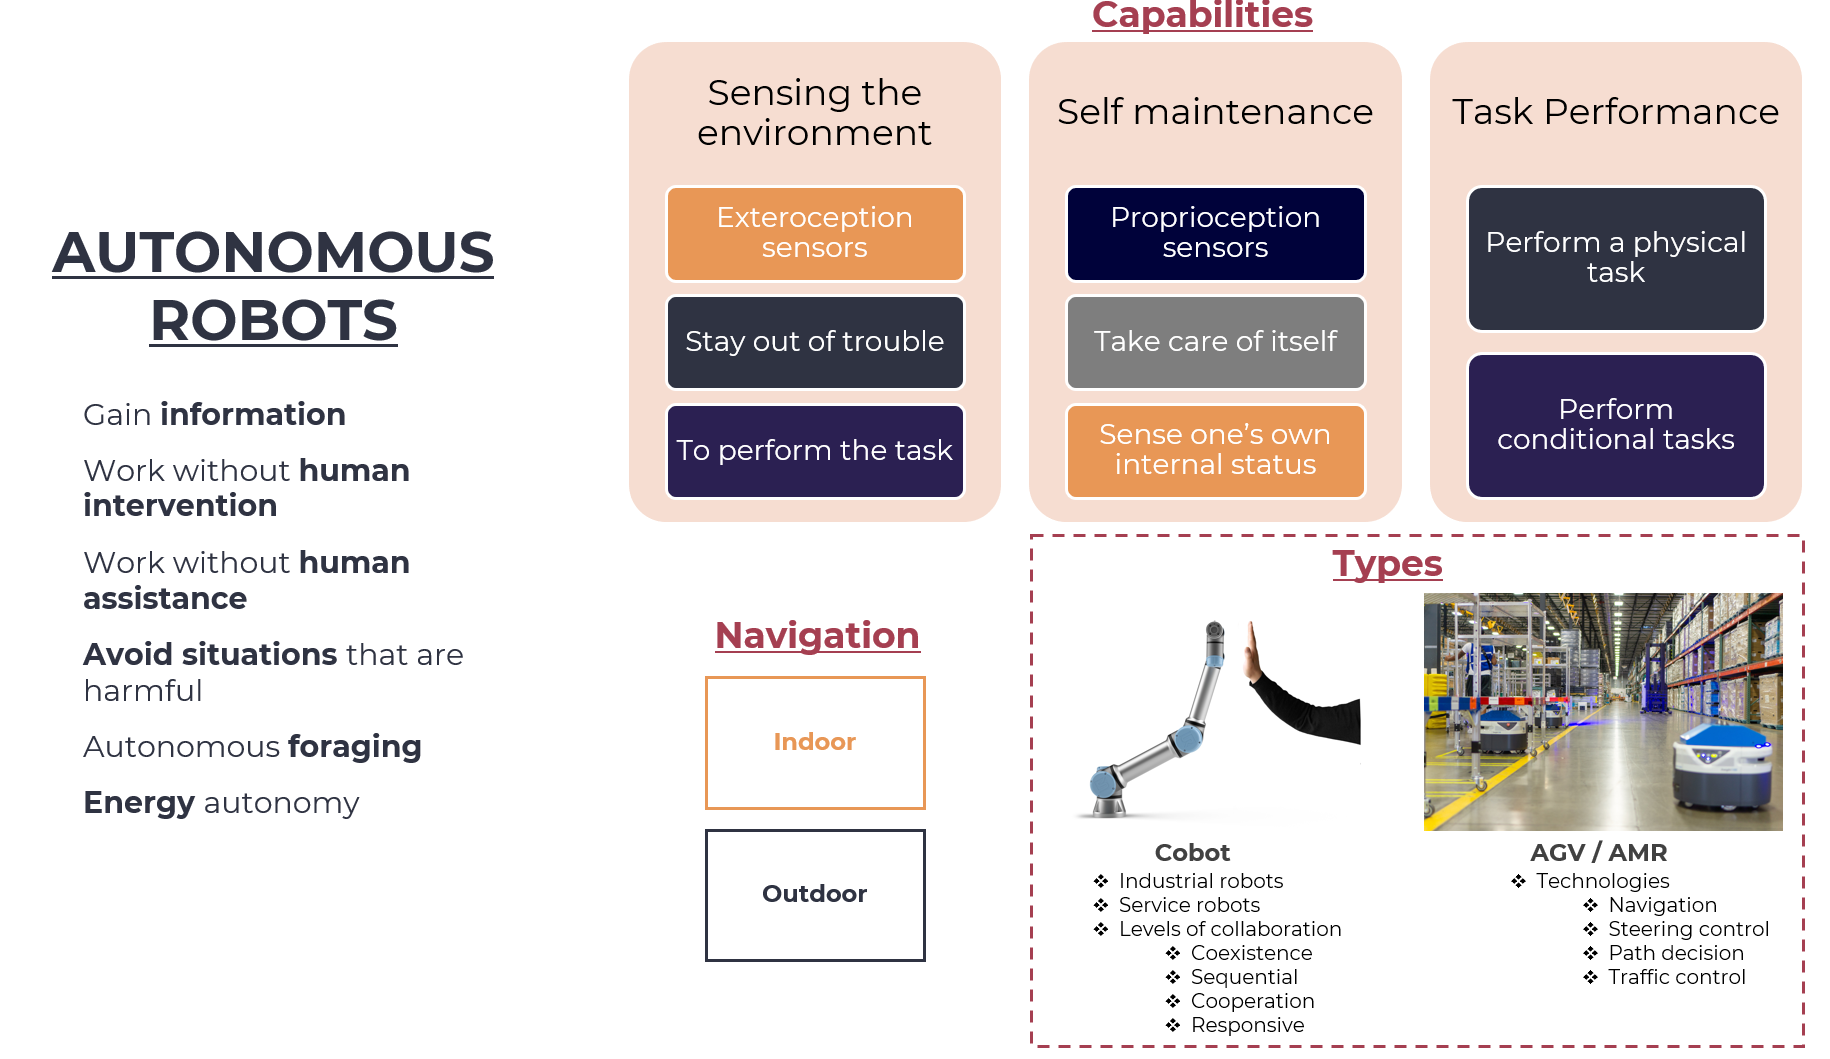 AUTONOMOUS
ROBOTS
Gain information
Work without human
intervention
Work without human
assistance
Avoid situations that are
harmful
Autonomous foraging
Energy autonomy
Capabilities
Sensing the
environment
Exteroception
sensors
Stay out of trouble
To perform the task
Self maintenance
Proprioception
sensors
Take care of itself
Sense one’s own
internal status
Task Performance
Perform a physical
task
Perform
conditional tasks
Navigation
Indoor
Outdoor
Types
Cobot
❖ Industrial robots
❖ Service robots
❖ Levels of collaboration
❖ Coexistence
❖ Sequential
❖ Cooperation
❖ Responsive
AGV / AMR
❖ Technologies
❖ Navigation
❖ Steering control
❖ Path decision
❖ Traffic control